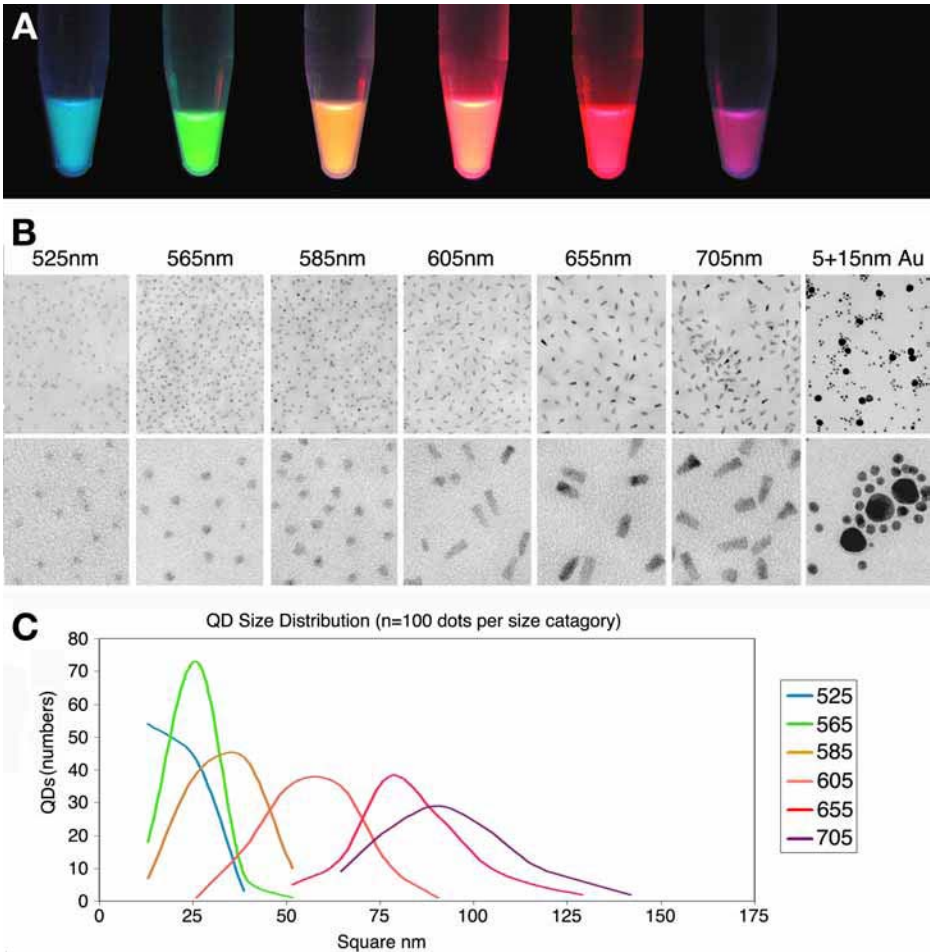 A
B
525nm 565nm 585nm 605nm 655nm 705nm 5+15nm Au
C
QD Size Distribution (n=100 dots per size catagory)
80
70
60
50
40
30
20
10
0
QDs (numbers)
0 25 50 75 100 125 150 175
Square nm
525
565
585
605
655
705